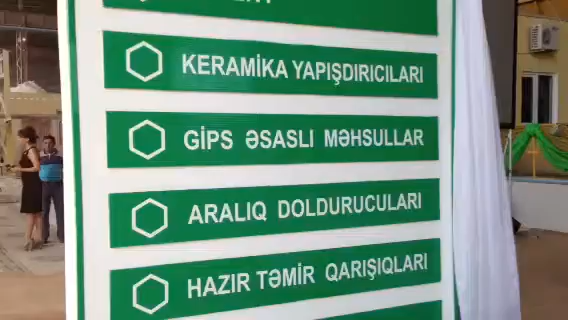 KERAMİKA YAPIŞDIRICILARI
GİPS ƏSASLI MƏHSULLAR
ARALIQ DOLDURUCULARI
HAZIR TƏMİR QARIŞIQLARI